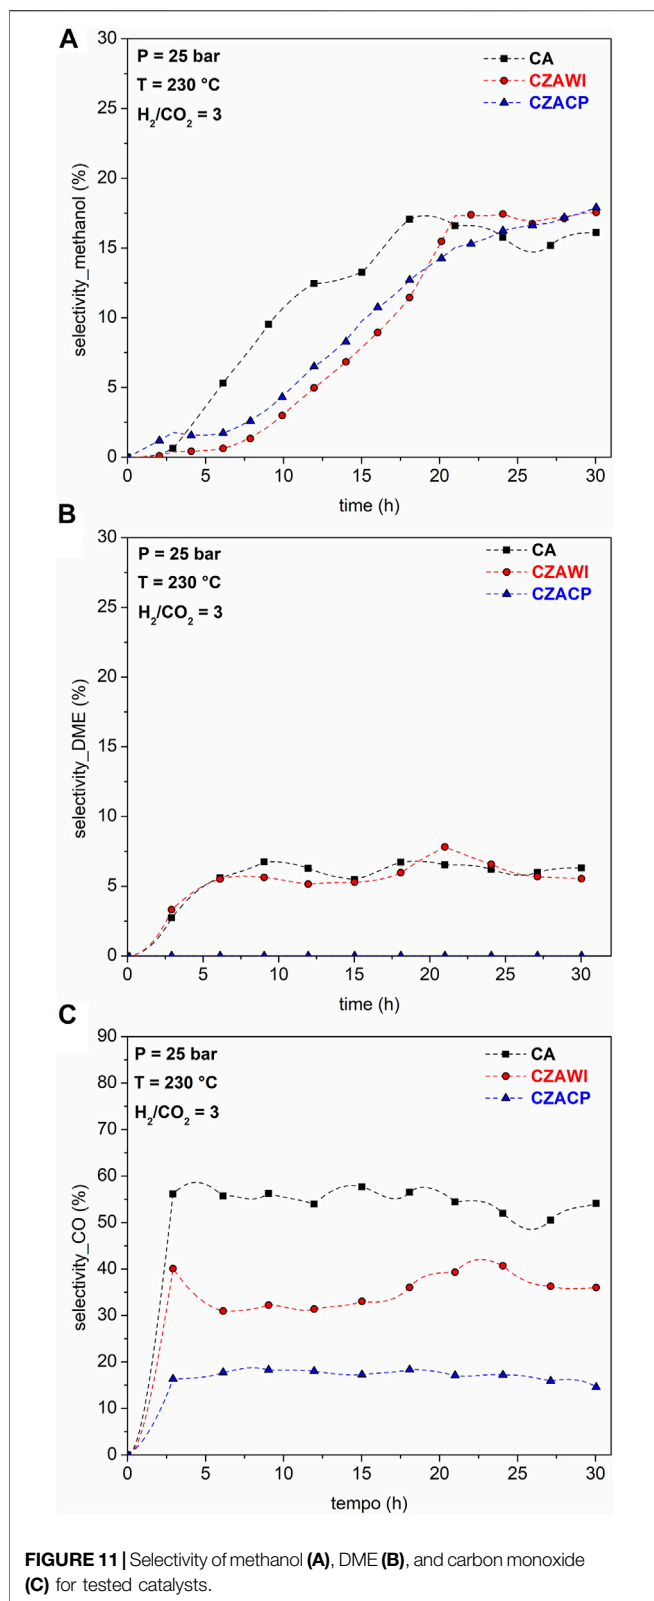 A
P = 25 bar
T = 230 °C
H₂/CO₂ = 3
CA
CZAWI
CZACP
selectivity_methanol (%)
30
25
20
15
10
5
0
0 5 10 15 20 25 30
time (h)
B
P = 25 bar
T = 230 °C
H₂/CO₂ = 3
CA
CZAWI
CZACP
selectivity_DME (%)
30
25
20
15
10
5
0
0 5 10 15 20 25 30
time (h)
C
P = 25 bar
T = 230 °C
H₂/CO₂ = 3
CA
CZAWI
CZACP
selectivity_CO (%)
90
80
70
60
50
40
30
20
10
0
0 5 10 15 20 25 30
tempo (h)
FIGURE 11 | Selectivity of methanol (A), DME (B), and carbon monoxide
(C) for tested catalysts.